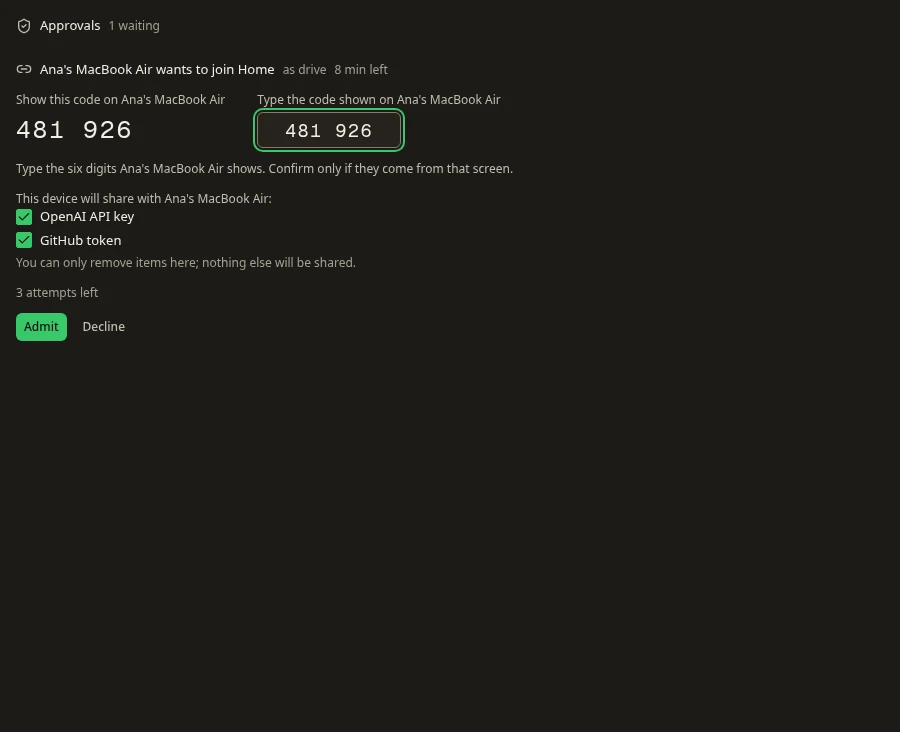 Approvals 1 waiting
Ana's MacBook Air wants to join Home as drive 8 min left
Show this code on Ana's MacBook Air
Type the code shown on Ana's MacBook Air
481 926
481 926
Type the six digits Ana's MacBook Air shows. Confirm only if they come from that screen.
This device will share with Ana's MacBook Air:
OpenAI API key
GitHub token
You can only remove items here; nothing else will be shared.
3 attempts left
Admit Decline